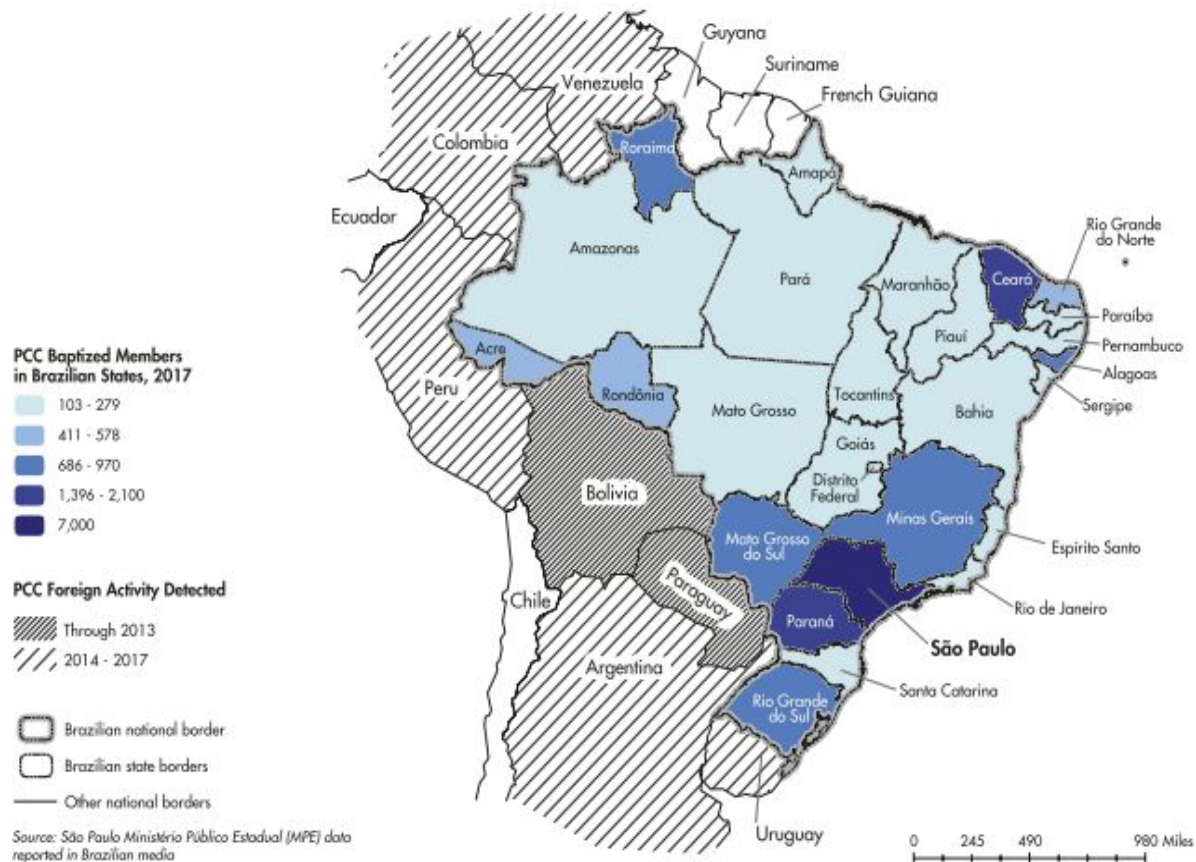 Guyana
Suriname
French Guiana
Venezuela
Colombia
Roraima
Amapá
Ecuador
Rio Grande
do Norte
*
Amazonas
Pará
Maranhão
Ceará
Paraíba
Piauí
Pernambuco
Alagoas
Sergipe
Acre
Peru
Rondônia
Mato Grosso
Tocantins
Bahia
Goiás
Distrito
Federal
Bolivia
Minas Gerais
Mato Grosso
do Sul
Espirito Santo
Paraguay
Chile
Rio de Janeiro
Paraná
São Paulo
Argentina
Santa Catarina
Rio Grande
do Sul
Uruguay
PCC Baptized Members
in Brazilian States, 2017
103 - 279
411 - 578
686 - 970
1,396 - 2,100
7,000
PCC Foreign Activity Detected
Through 2013
2014 - 2017
Brazilian national border
Brazilian state borders
Other national borders
Source: São Paulo Ministério Público Estadual (MPE) data
reported in Brazilian media
0 245 490 980 Miles